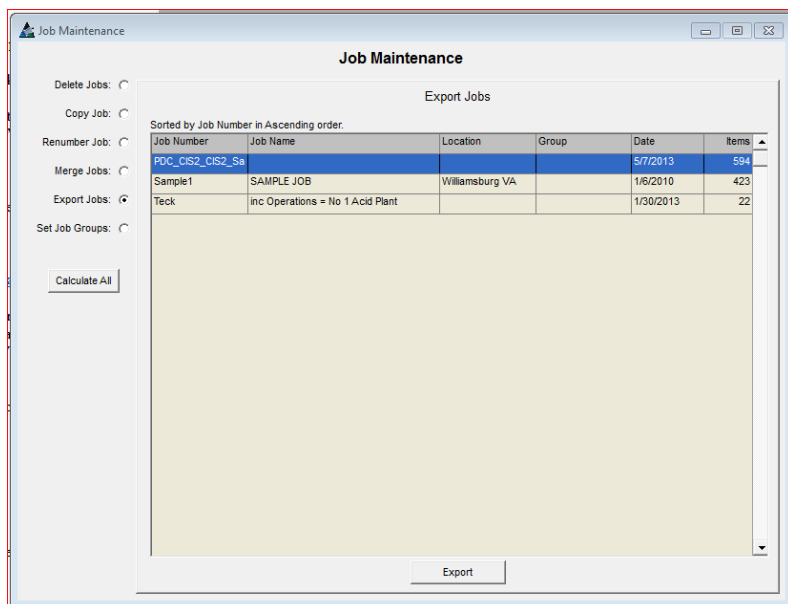 Job Maintenance
Job Maintenance
Delete Jobs:
Copy Job:
Renumber Job:
Merge Jobs:
Export Jobs:
Set Job Groups:
Calculate All
Export Jobs
Sorted by Job Number in Ascending order.
Job Number Job Name Location Group Date Items
PDC_CIS2_CIS2_Sa 5/7/2013 594
Sample1 SAMPLE JOB Williamsburg VA 1/6/2010 423
Teck inc Operations = No 1 Acid Plant 1/30/2013 22
Export